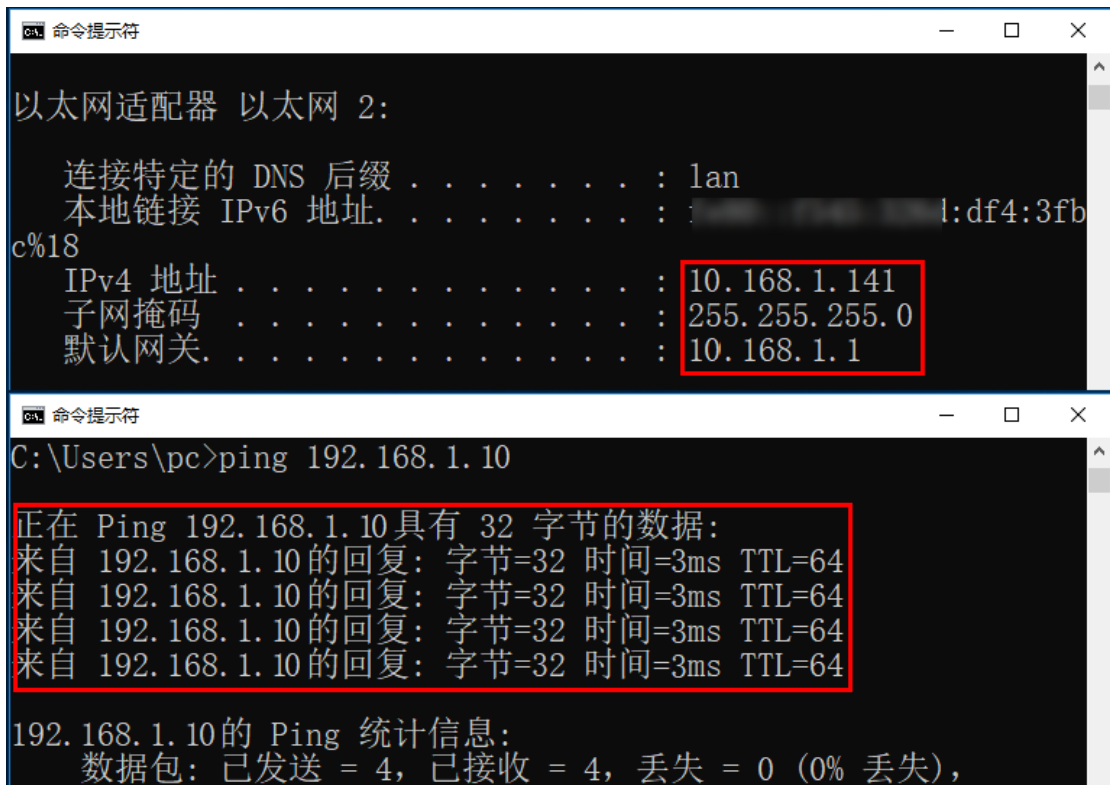 命令提示符
以太网适配器 以太网 2:
连接特定的 DNS 后缀 . . . . . . . : lan
本地链接 IPv6 地址. . . . . . . . : :df4:3fb
c%18
IPv4 地址 . . . . . . . . . . . . : 10.168.1.141
子网掩码 . . . . . . . . . . . . : 255.255.255.0
默认网关. . . . . . . . . . . . . : 10.168.1.1
命令提示符
C:\Users\pc>ping 192.168.1.10
正在 Ping 192.168.1.10 具有 32 字节的数据:
来自 192.168.1.10 的回复: 字节=32 时间=3ms TTL=64
来自 192.168.1.10 的回复: 字节=32 时间=3ms TTL=64
来自 192.168.1.10 的回复: 字节=32 时间=3ms TTL=64
来自 192.168.1.10 的回复: 字节=32 时间=3ms TTL=64
192.168.1.10 的 Ping 统计信息:
数据包: 已发送 = 4，已接收 = 4，丢失 = 0 (0% 丢失)，